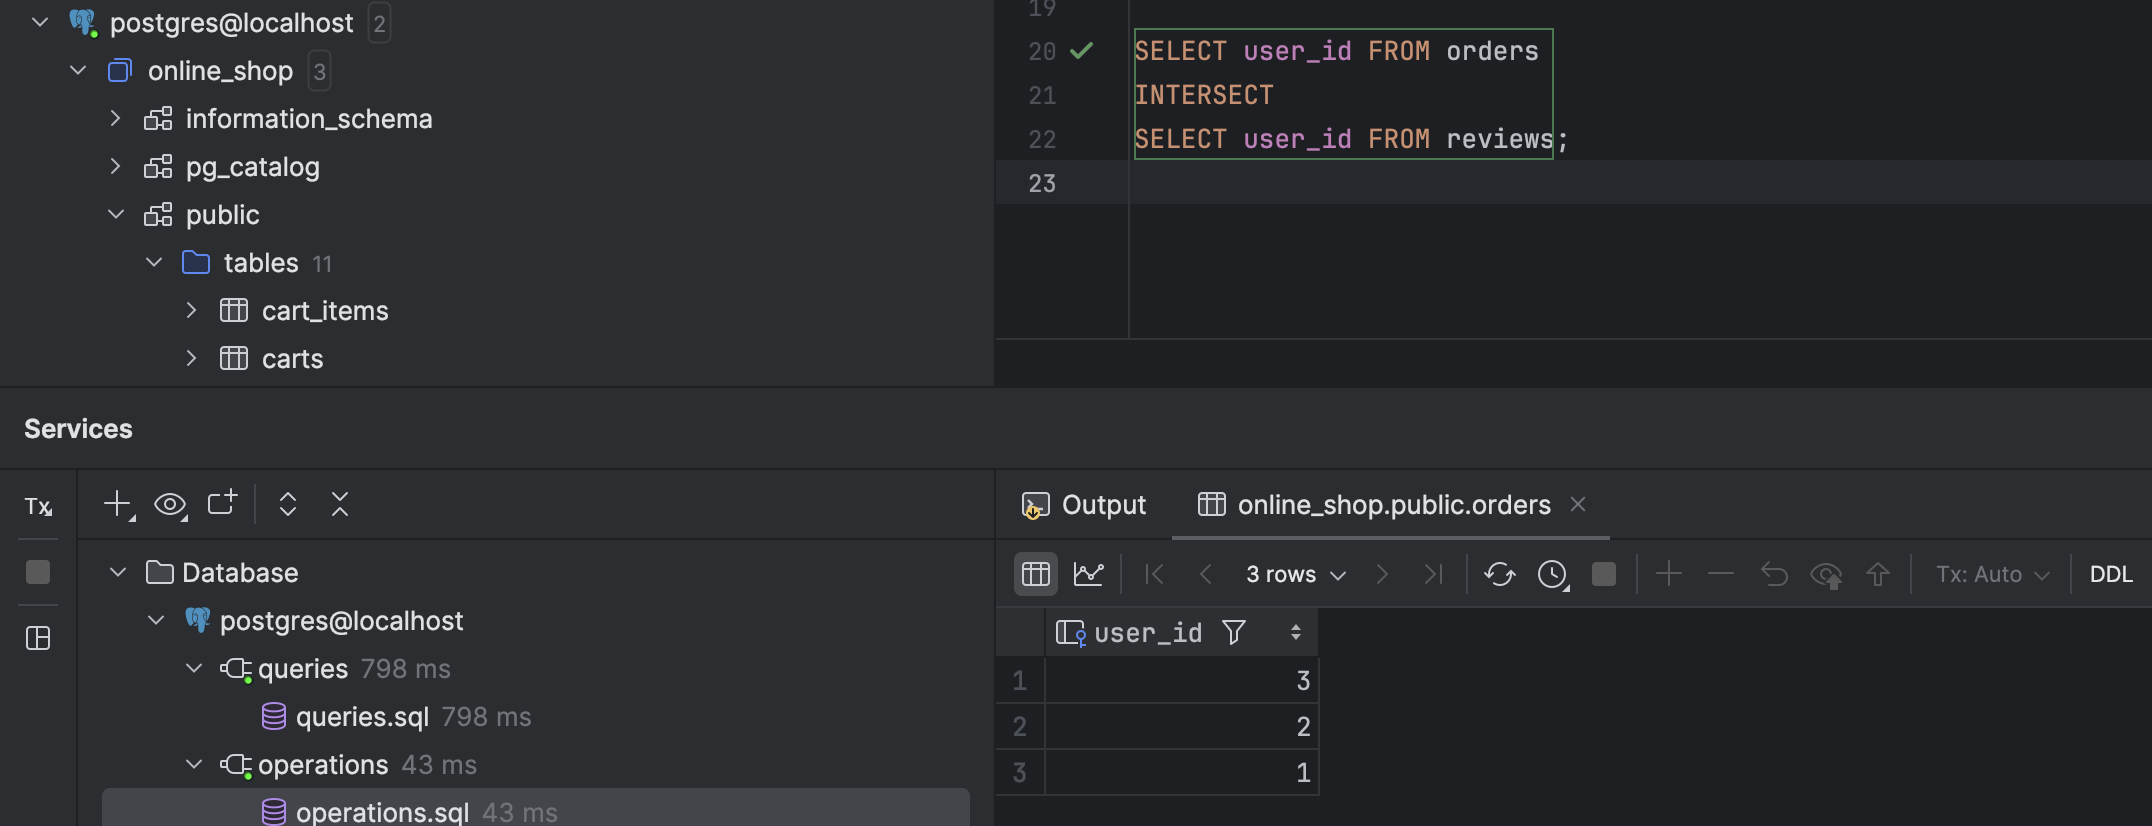 postgres@localhost 2
online_shop 3
information_schema
pg_catalog
public
tables 11
cart_items
carts
19
20 SELECT user_id FROM orders
21 INTERSECT
22 SELECT user_id FROM reviews;
23
Services
Tx
Database
postgres@localhost
queries 798 ms
queries.sql 798 ms
operations 43 ms
operations.sql 43 ms
Output online_shop.public.orders
3 rows Tx: Auto DDL
user_id
1 3
2 2
3 1